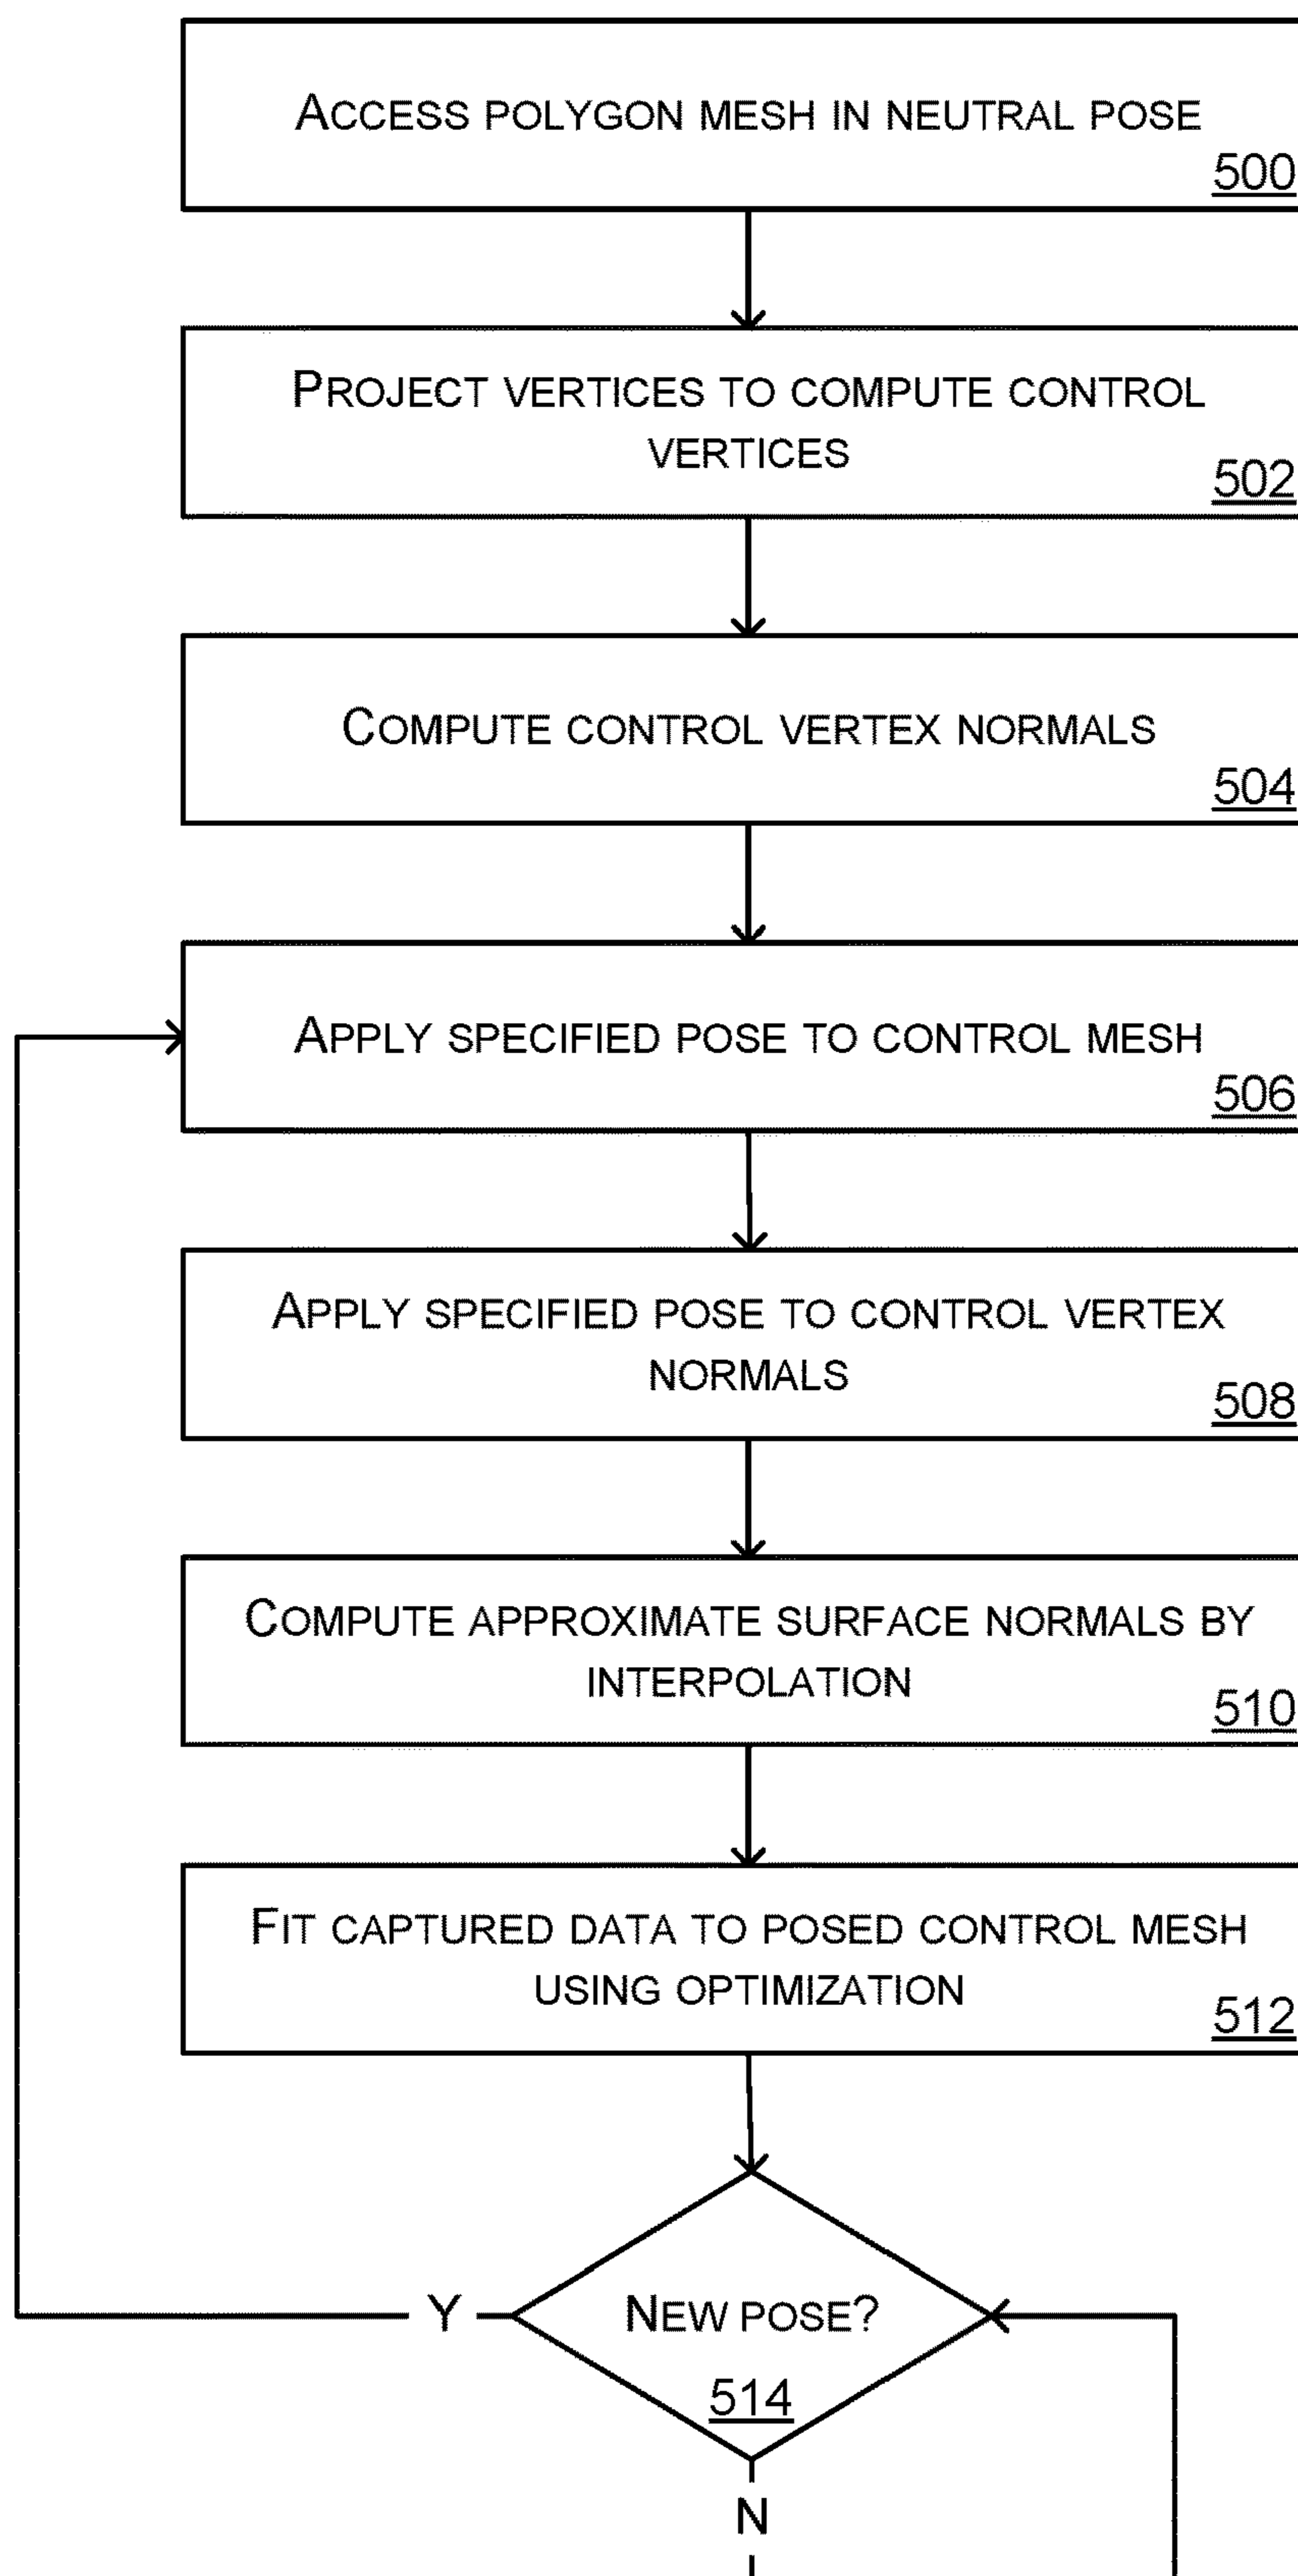 ACCESS POLYGON MESH IN NEUTRAL POSE
500
PROJECT VERTICES TO COMPUTE CONTROL
VERTICES
502
COMPUTE CONTROL VERTEX NORMALS
504
APPLY SPECIFIED POSE TO CONTROL MESH
506
APPLY SPECIFIED POSE TO CONTROL VERTEX
NORMALS
508
COMPUTE APPROXIMATE SURFACE NORMALS BY
INTERPOLATION
510
FIT CAPTURED DATA TO POSED CONTROL MESH
USING OPTIMIZATION
512
Y
NEW POSE?
514
N